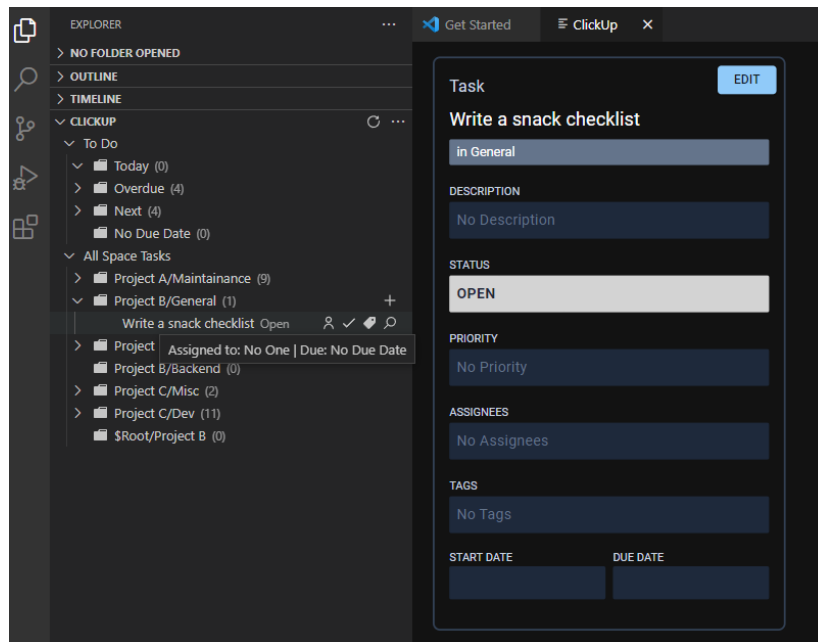 EXPLORER
NO FOLDER OPENED
OUTLINE
TIMELINE
CLICKUP
To Do
Today (0)
Overdue (4)
Next (4)
No Due Date (0)
All Space Tasks
Project A/Maintainance (9)
Project B/General (1)
Write a snack checklist Open
Project
Assigned to: No One | Due: No Due Date
Project B/Backend (0)
Project C/Misc (2)
Project C/Dev (11)
$Root/Project B (0)
Get Started
ClickUp
Task
EDIT
Write a snack checklist
in General
DESCRIPTION
No Description
STATUS
OPEN
PRIORITY
No Priority
ASSIGNEES
No Assignees
TAGS
No Tags
START DATE DUE DATE